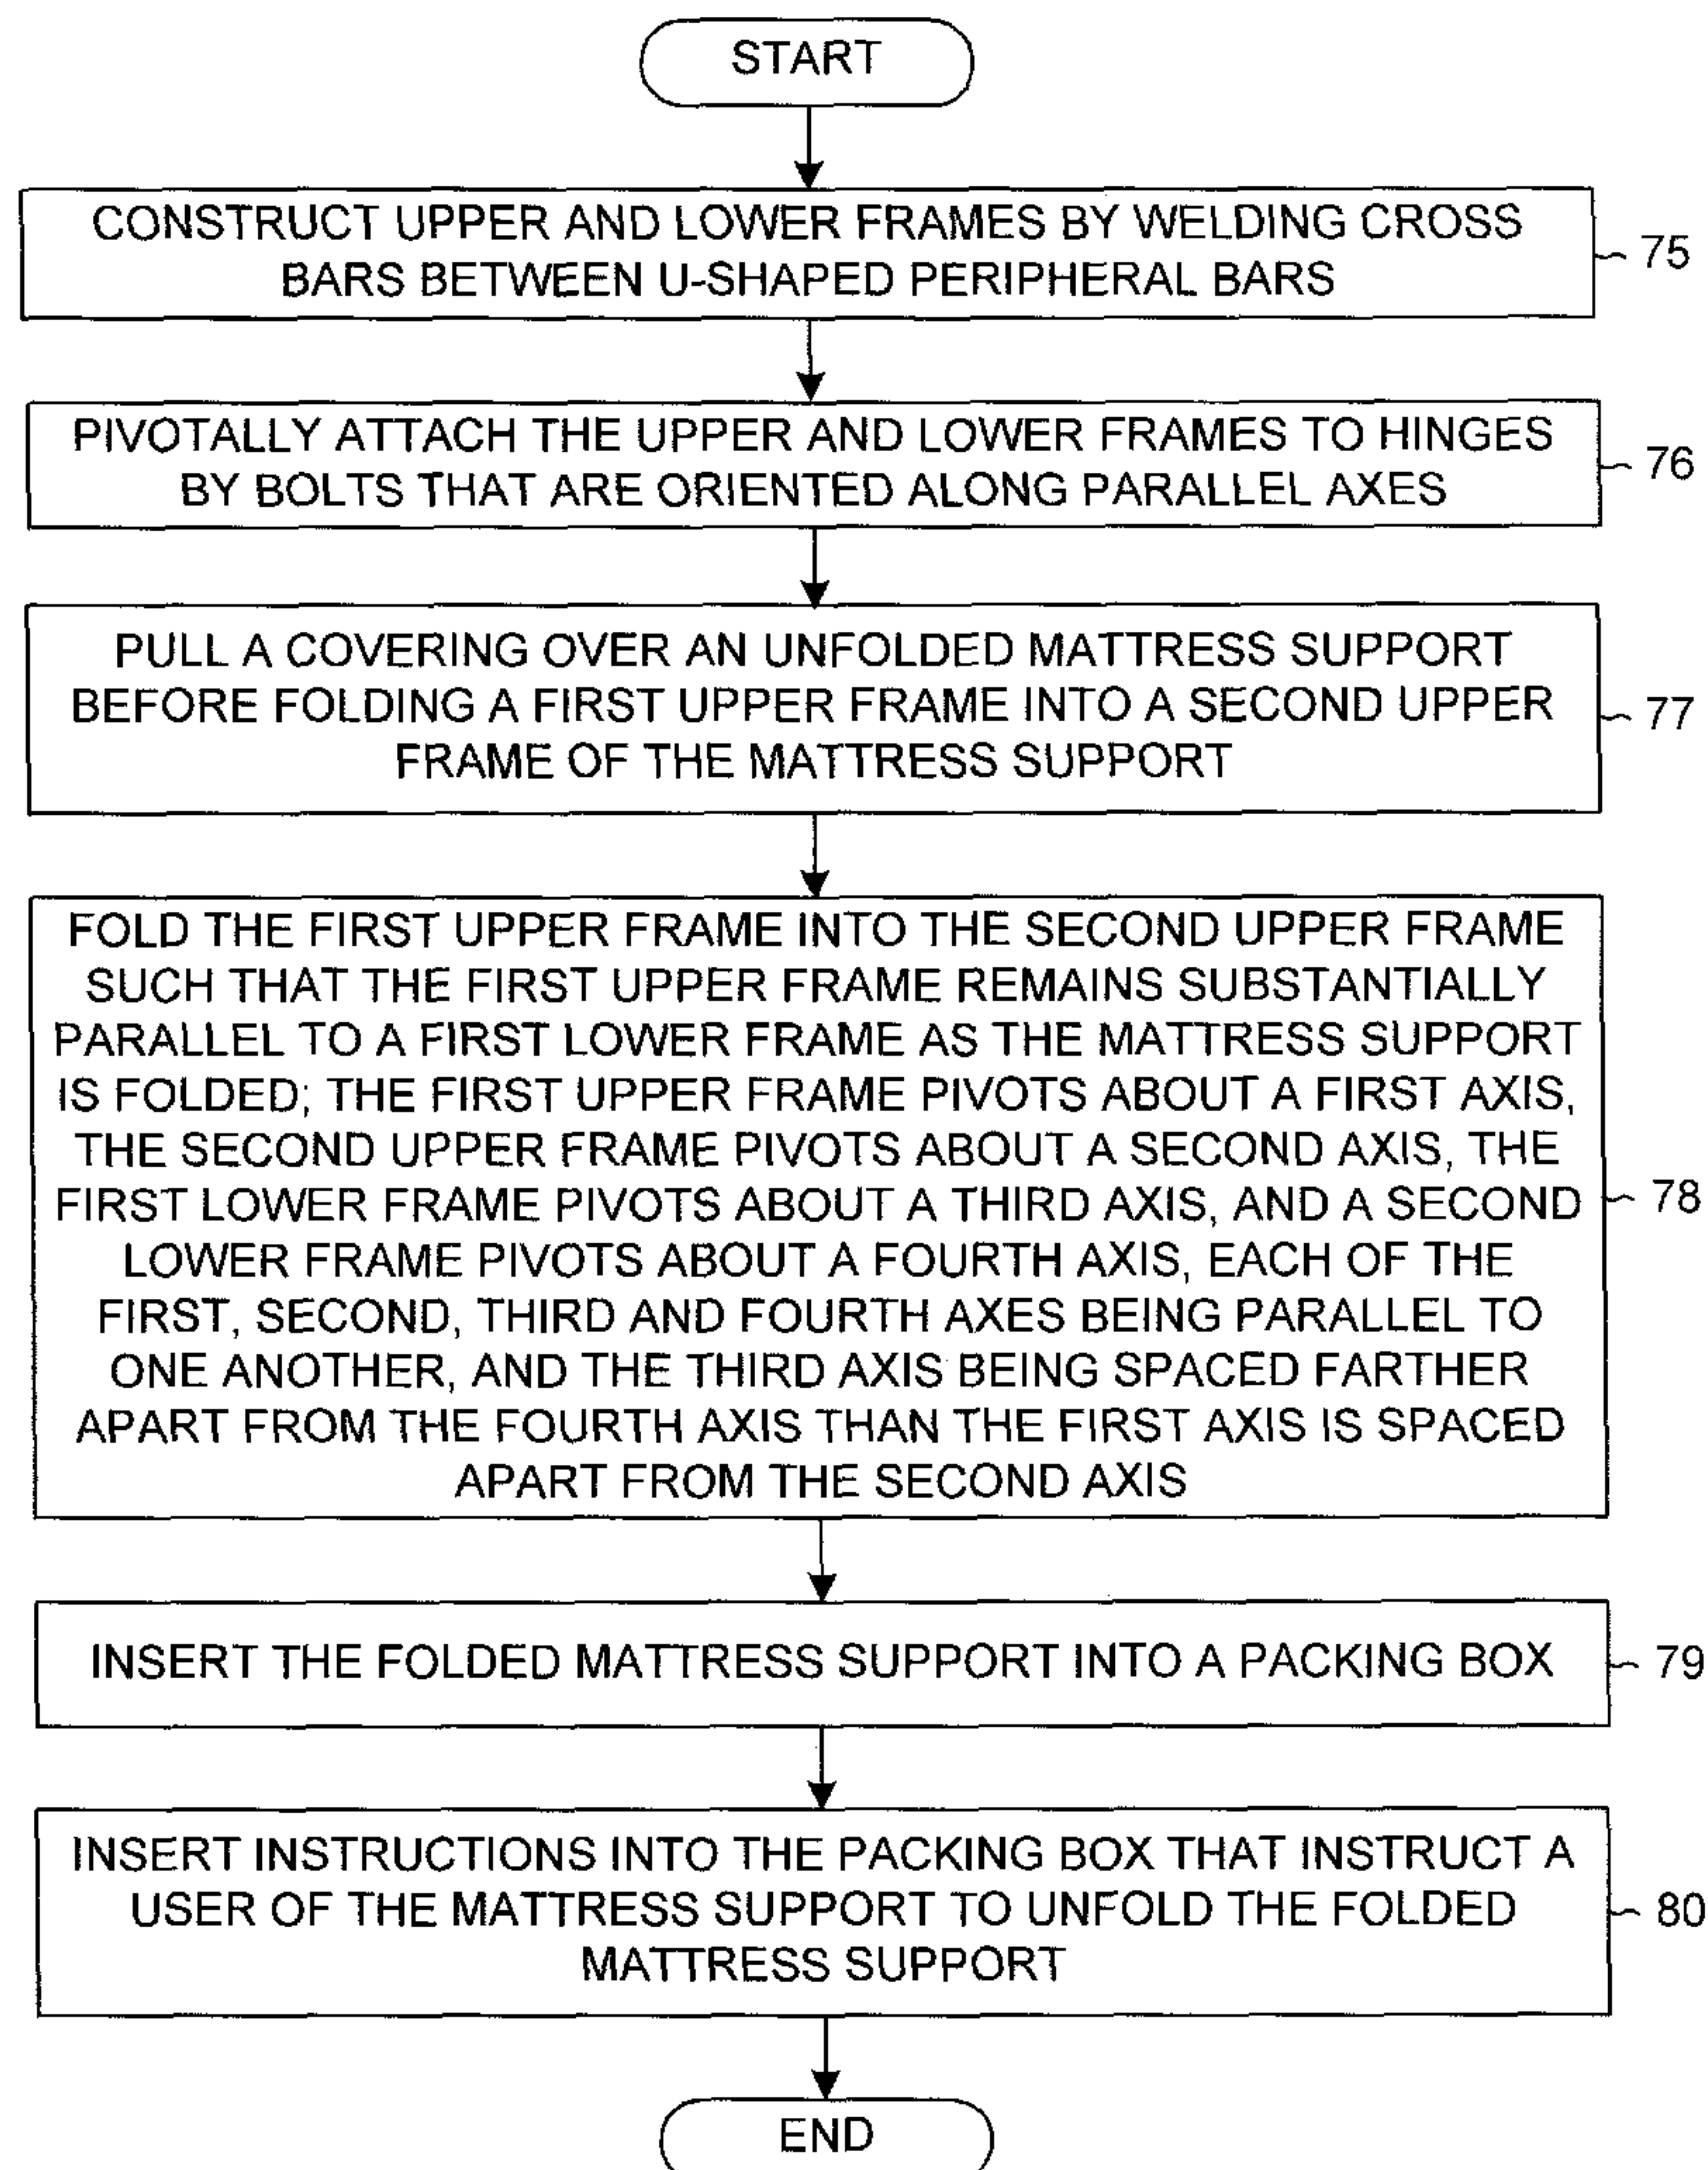 START
CONSTRUCT UPPER AND LOWER FRAMES BY WELDING CROSS
BARS BETWEEN U-SHAPED PERIPHERAL BARS
75
PIVOTALLY ATTACH THE UPPER AND LOWER FRAMES TO HINGES
BY BOLTS THAT ARE ORIENTED ALONG PARALLEL AXES
76
PULL A COVERING OVER AN UNFOLDED MATTRESS SUPPORT
BEFORE FOLDING A FIRST UPPER FRAME INTO A SECOND UPPER
FRAME OF THE MATTRESS SUPPORT
77
FOLD THE FIRST UPPER FRAME INTO THE SECOND UPPER FRAME
SUCH THAT THE FIRST UPPER FRAME REMAINS SUBSTANTIALLY
PARALLEL TO A FIRST LOWER FRAME AS THE MATTRESS SUPPORT
IS FOLDED; THE FIRST UPPER FRAME PIVOTS ABOUT A FIRST AXIS,
THE SECOND UPPER FRAME PIVOTS ABOUT A SECOND AXIS, THE
FIRST LOWER FRAME PIVOTS ABOUT A THIRD AXIS, AND A SECOND
LOWER FRAME PIVOTS ABOUT A FOURTH AXIS, EACH OF THE
FIRST, SECOND, THIRD AND FOURTH AXES BEING PARALLEL TO
ONE ANOTHER, AND THE THIRD AXIS BEING SPACED FARTHER
APART FROM THE FOURTH AXIS THAN THE FIRST AXIS IS SPACED
APART FROM THE SECOND AXIS
78
INSERT THE FOLDED MATTRESS SUPPORT INTO A PACKING BOX
79
INSERT INSTRUCTIONS INTO THE PACKING BOX THAT INSTRUCT A
USER OF THE MATTRESS SUPPORT TO UNFOLD THE FOLDED
MATTRESS SUPPORT
80
END